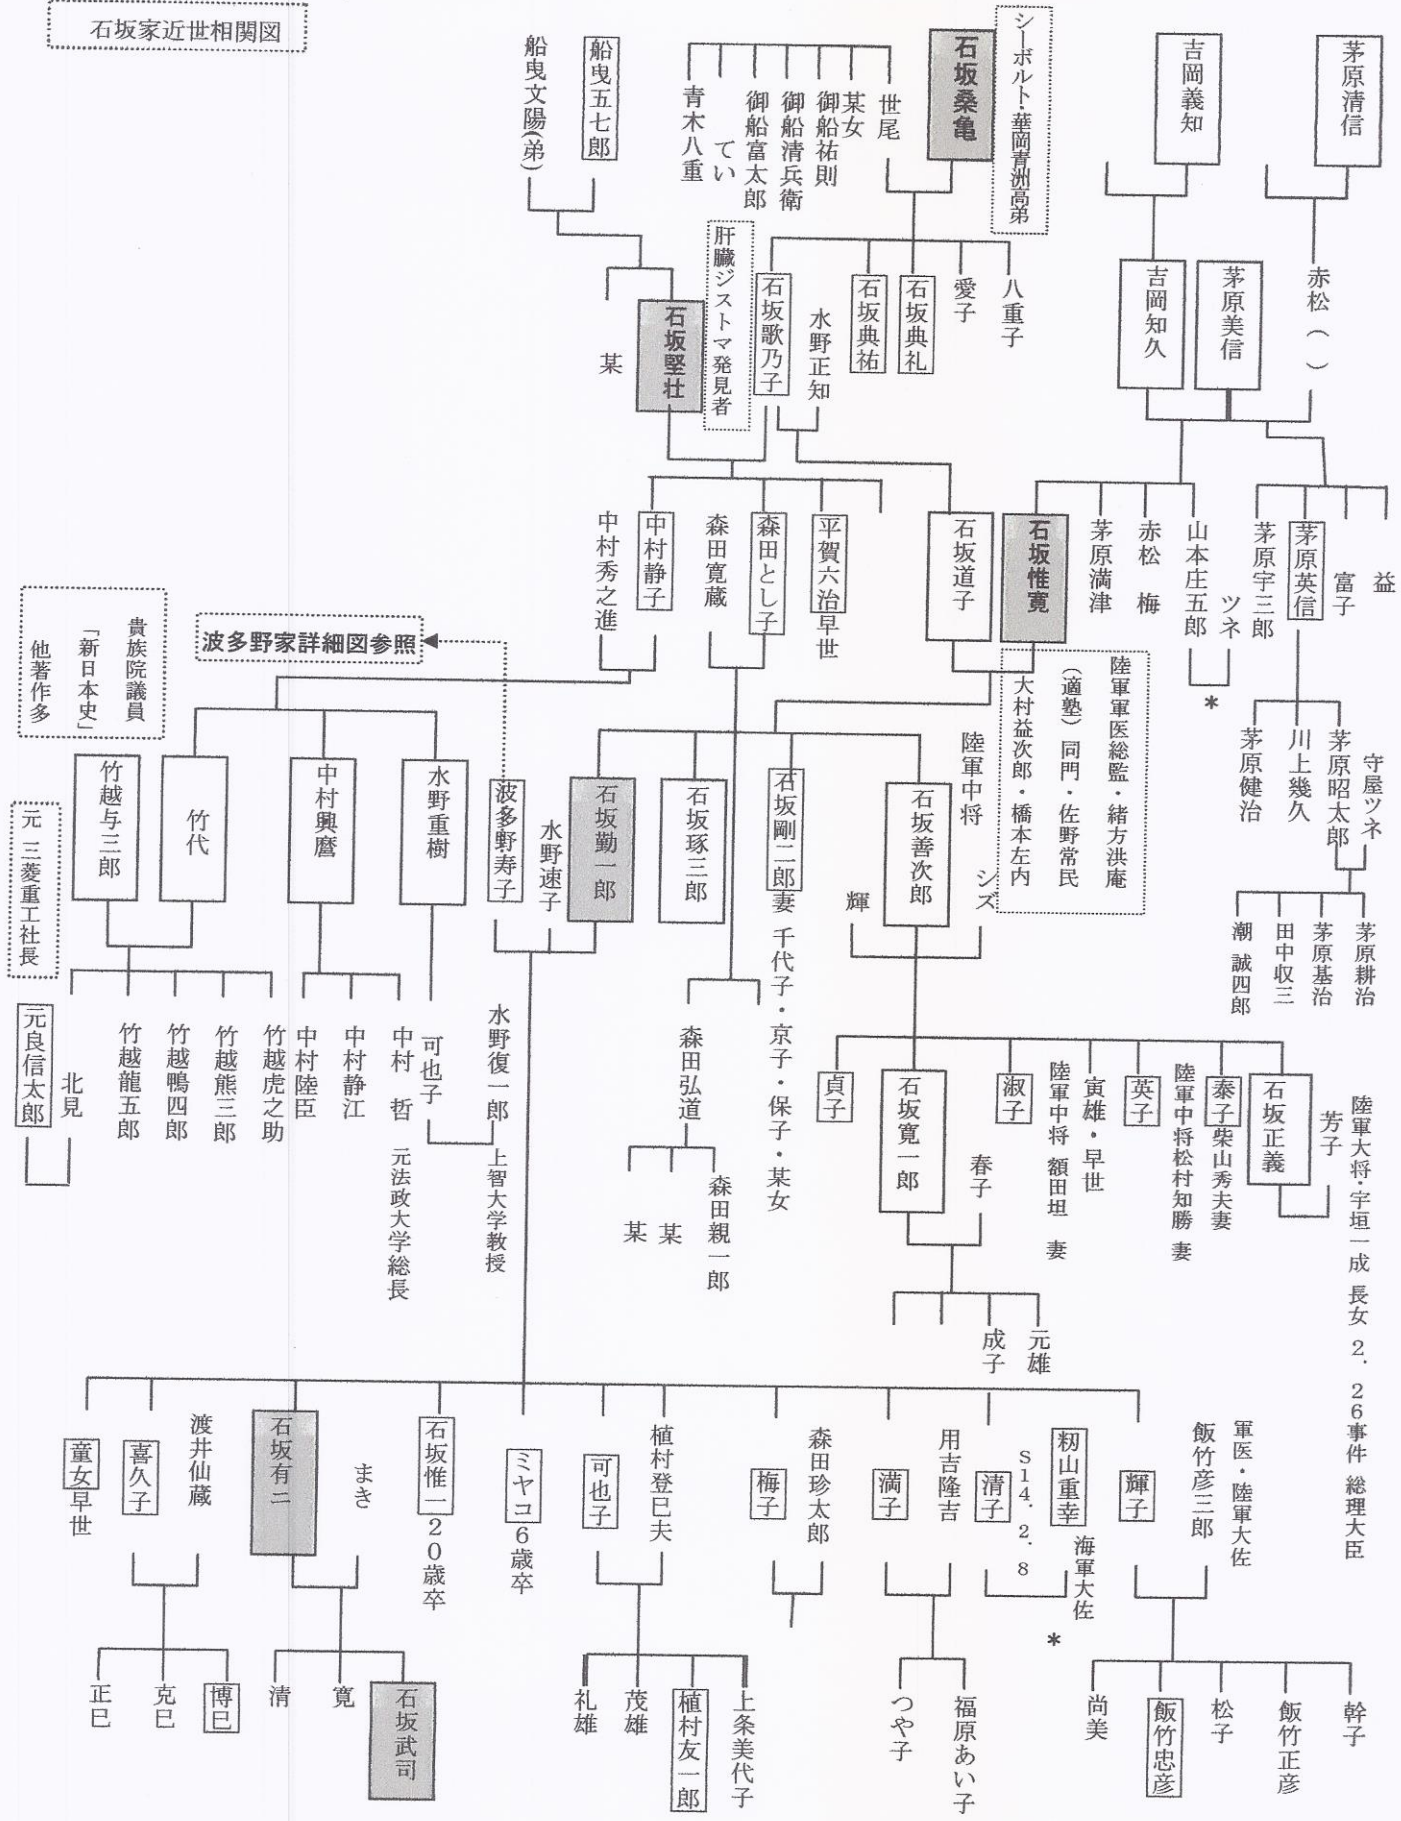 石坂家近世相関図
茅原清信
吉岡義知
シーボルト・華岡青洲高弟
石坂桑亀
世尾
某女
御船祐則
御船清兵衛
御船富太郎
てい
青木八重
船曳五七郎
船曳文陽(弟)
赤松( )
茅原美信
吉岡知久
八重子
愛子
石坂典礼
石坂典祐
水野正知
石坂歌乃子
肝臓ジストマ発見者
石坂堅壮
某
益
富子
茅原英信
茅原宇三郎
ツネ
山本庄五郎
*
赤松 梅
茅原満津
石坂惟寛
石坂道子
平賀六治早世
森田とし子
森田寛蔵
中村静子
中村秀之進
陸軍軍医総監・緒方洪庵
(適塾)同門・佐野常民
大村益次郎・橋本左内
波多野家詳細図参照
貴族院議員
「新日本史」
他著作多
守屋ツネ
茅原昭太郎
川上幾久
茅原健治
シズ
陸軍中将
石坂善次郎
輝
石坂剛二郎妻 千代子・京子・保子・某女
石坂琢三郎
石坂勤一郎
水野速子
波多野寿子
水野重樹
中村興麿
竹代
竹越与三郎
元 三菱重工社長
茅原耕治
茅原基治
田中収三
潮 誠四郎
陸軍大将・宇垣一成 長女 2.26事件 総理大臣
芳子
石坂正義
泰子柴山秀夫妻
陸軍中将松村知勝 妻
英子
寅雄・早世
陸軍中将 額田坦 妻
淑子
春子
石坂寛一郎
貞子
森田弘道
水野復一郎 上智大学教授
可也子
中村 哲 元法政大学総長
中村静江
中村陸臣
竹越虎之助
竹越熊三郎
竹越鴨四郎
竹越龍五郎
北見
元良信太郎
森田親一郎
某
某
元雄
成子
軍医・陸軍大佐
飯竹彦三郎
輝子
籾山重幸 海軍大佐
*
S14.2.8
清子
用吉隆吉
満子
森田珍太郎
梅子
植村登巳夫
可也子
ミヤコ6歳卒
石坂惟一20歳卒
まき
石坂有二
渡井仙蔵
喜久子
童女早世
幹子
飯竹正彦
松子
飯竹忠彦
尚美
福原あい子
つや子
上条美代子
植村友一郎
茂雄
礼雄
石坂武司
寛
清
博巳
克巳
正巳